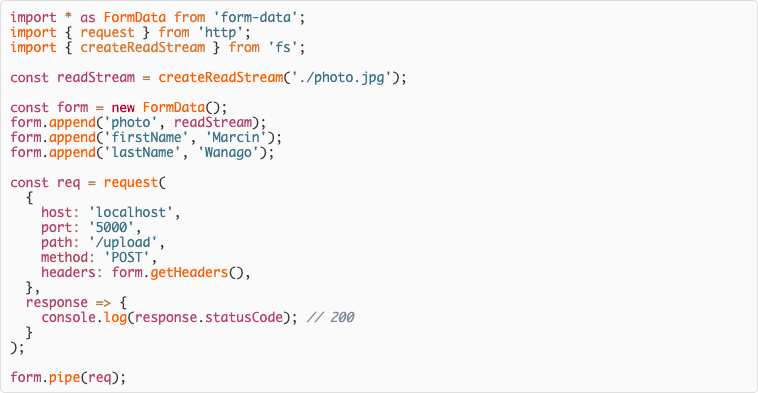 import * as FormData from 'form-data';
import { request } from 'http';
import { createReadStream } from 'fs';

const readStream = createReadStream('./photo.jpg');

const form = new FormData();
form.append('photo', readStream);
form.append('firstName', 'Marcin');
form.append('lastName', 'Wanago');

const req = request(
  {
    host: 'localhost',
    port: '5000',
    path: '/upload',
    method: 'POST',
    headers: form.getHeaders(),
  },
  response => {
    console.log(response.statusCode); // 200
  }
);

form.pipe(req);